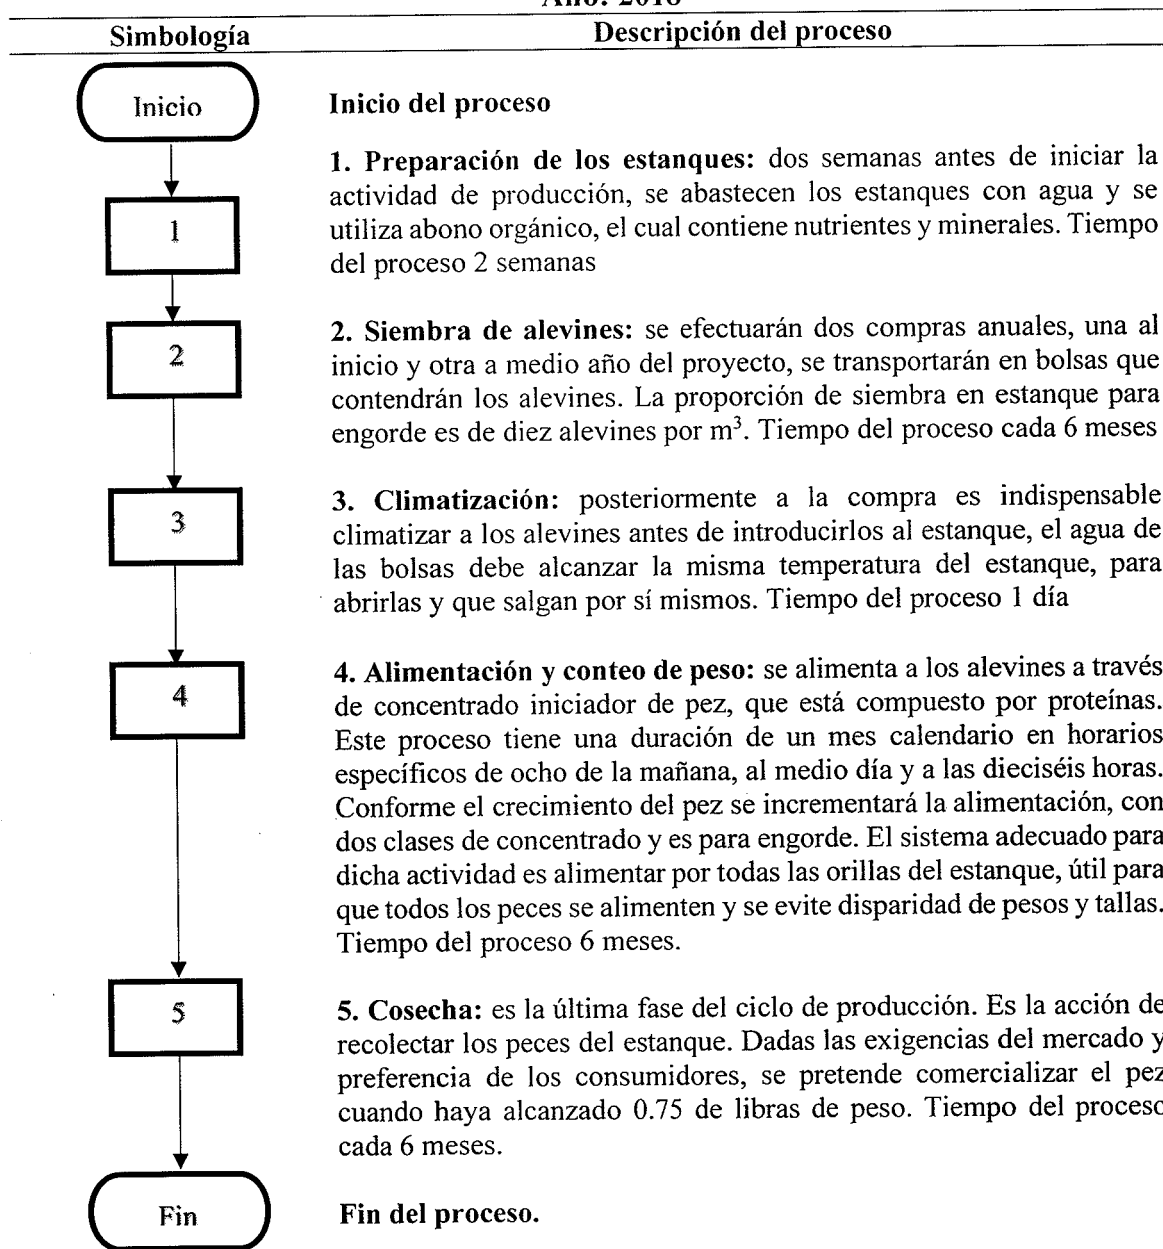 Año: 2018
Simbología Descripción del proceso
Inicio
Inicio del proceso
1
1. Preparación de los estanques: dos semanas antes de iniciar la
actividad de producción, se abastecen los estanques con agua y se
utiliza abono orgánico, el cual contiene nutrientes y minerales. Tiempo
del proceso 2 semanas
2
2. Siembra de alevines: se efectuarán dos compras anuales, una al
inicio y otra a medio año del proyecto, se transportarán en bolsas que
contendrán los alevines. La proporción de siembra en estanque para
engorde es de diez alevines por m³. Tiempo del proceso cada 6 meses
3
3. Climatización: posteriormente a la compra es indispensable
climatizar a los alevines antes de introducirlos al estanque, el agua de
las bolsas debe alcanzar la misma temperatura del estanque, para
abrirlas y que salgan por sí mismos. Tiempo del proceso 1 día
4
4. Alimentación y conteo de peso: se alimenta a los alevines a través
de concentrado iniciador de pez, que está compuesto por proteínas.
Este proceso tiene una duración de un mes calendario en horarios
específicos de ocho de la mañana, al medio día y a las dieciséis horas.
Conforme el crecimiento del pez se incrementará la alimentación, con
dos clases de concentrado y es para engorde. El sistema adecuado para
dicha actividad es alimentar por todas las orillas del estanque, útil para
que todos los peces se alimenten y se evite disparidad de pesos y tallas.
Tiempo del proceso 6 meses.
5
5. Cosecha: es la última fase del ciclo de producción. Es la acción de
recolectar los peces del estanque. Dadas las exigencias del mercado y
preferencia de los consumidores, se pretende comercializar el pez
cuando haya alcanzado 0.75 de libras de peso. Tiempo del proceso
cada 6 meses.
Fin
Fin del proceso.